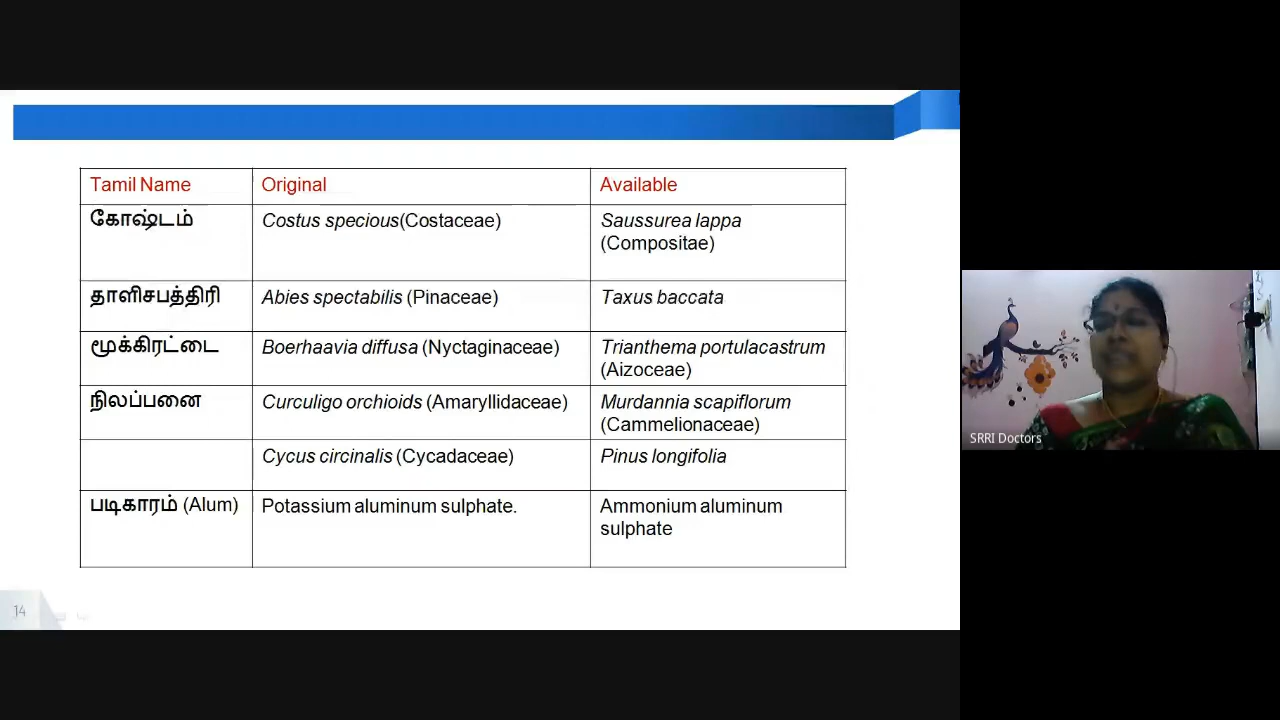 Tamil Name Original Available
கோஷ்டம் Costus specious(Costaceae) Saussurea lappa
(Compositae)
தாளிசபத்திரி Abies spectabilis (Pinaceae) Taxus baccata
மூக்கிரட்டை Boerhaavia diffusa (Nyctaginaceae) Trianthema portulacastrum
(Aizoceae)
நிலப்பனை Curculigo orchioids (Amaryllidaceae) Murdannia scapiflorum
(Cammelionaceae)
Cycus circinalis (Cycadaceae) Pinus longifolia
படிகாரம் (Alum) Potassium aluminum sulphate. Ammonium aluminum
sulphate
14
SRRI Doctors